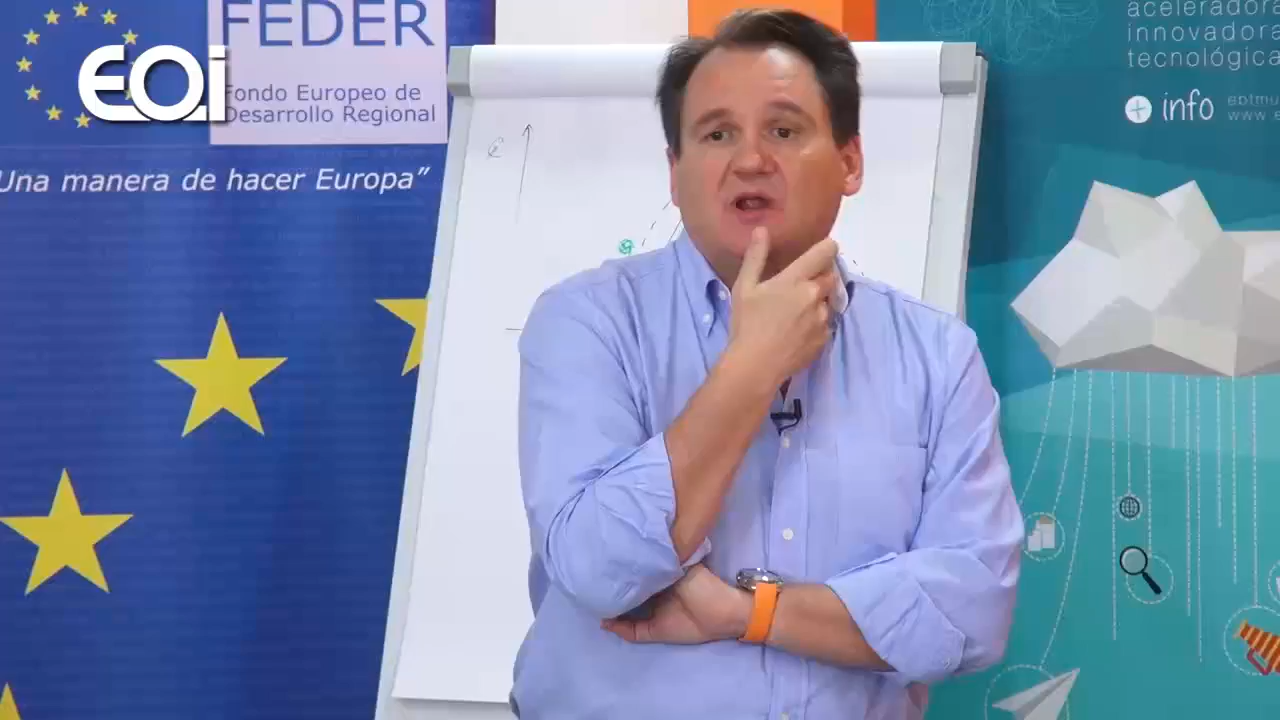 EOi
FEDER
Fondo Europeo de
Desarrollo Regional
Una manera de hacer Europa”
€
aceleradora
innovadora
tecnológica
+ info